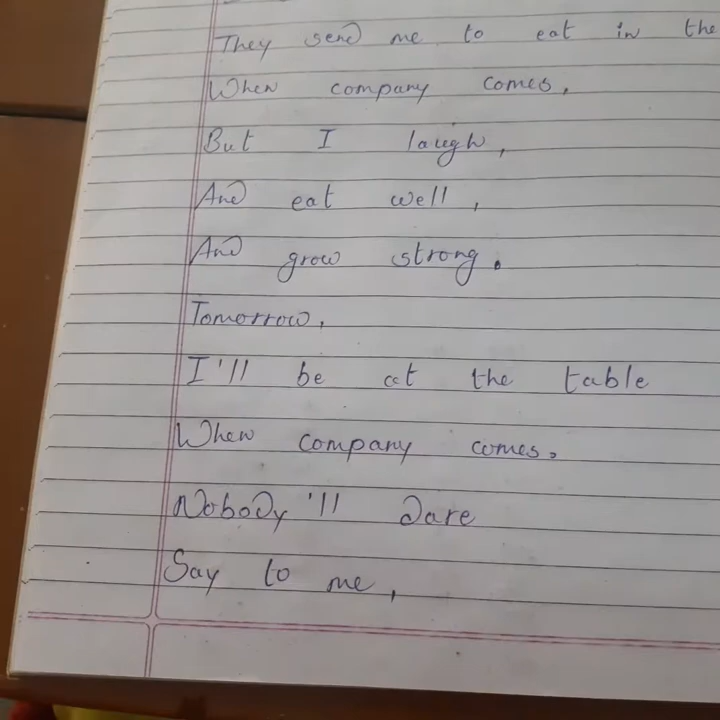 They send me to eat in the
When company comes,
But I laugh,
And eat well,
And grow strong.
Tomorrow,
I'll be at the table
When company comes.
Nobody'll dare
Say to me,